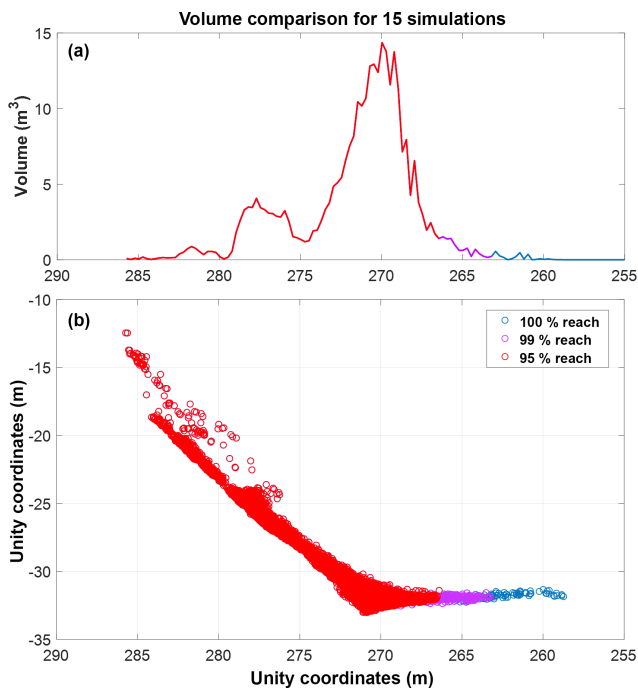 Volume comparison for 15 simulations
(a)
Volume (m³)
15
10
5
0
290 285 280 275 270 265 260 255
(b)
Unity coordinates (m)
-10
-15
-20
-25
-30
-35
100 % reach
99 % reach
95 % reach
290 285 280 275 270 265 260 255
Unity coordinates (m)